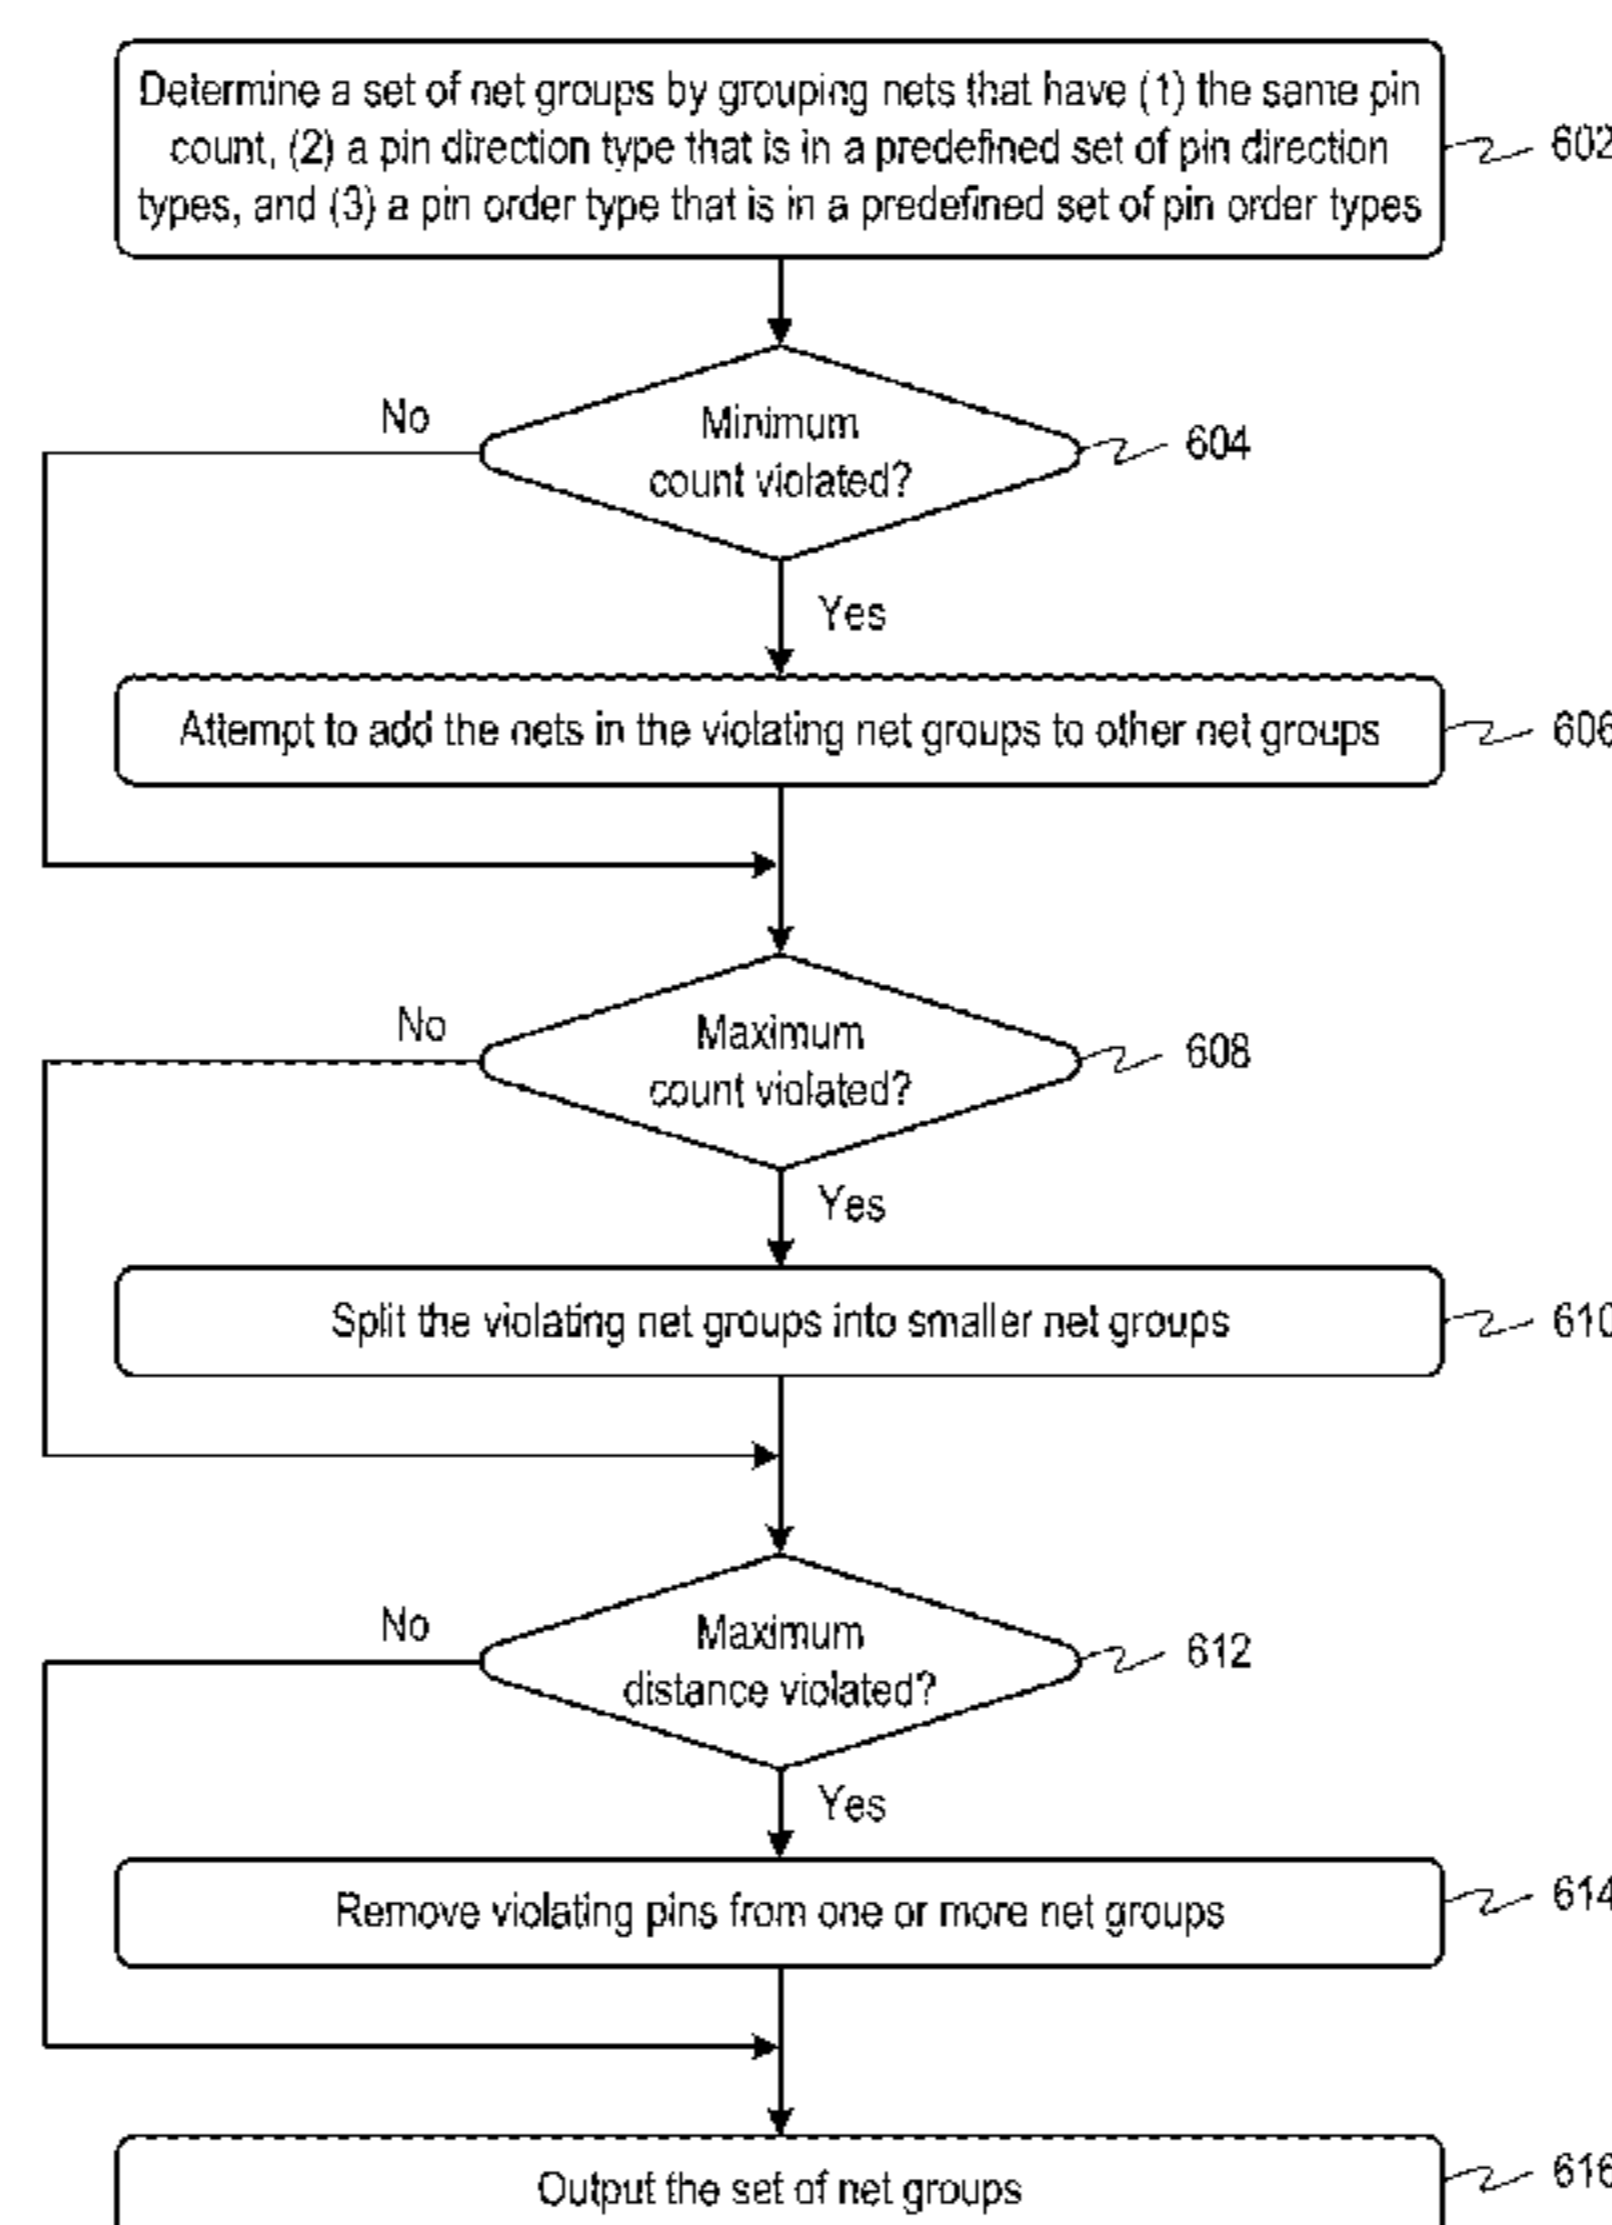 Determine a set of net groups by grouping nets that have (1) the same pin
count, (2) a pin direction type that is in a predefined set of pin direction
types, and (3) a pin order type that is in a predefined set of pin order types
602
No
Minimum
count violated?
604
Yes
Attempt to add the nets in the violating net groups to other net groups
606
No
Maximum
count violated?
608
Yes
Split the violating net groups into smaller net groups
610
No
Maximum
distance violated?
612
Yes
Remove violating pins from one or more net groups
614
Output the set of net groups
616